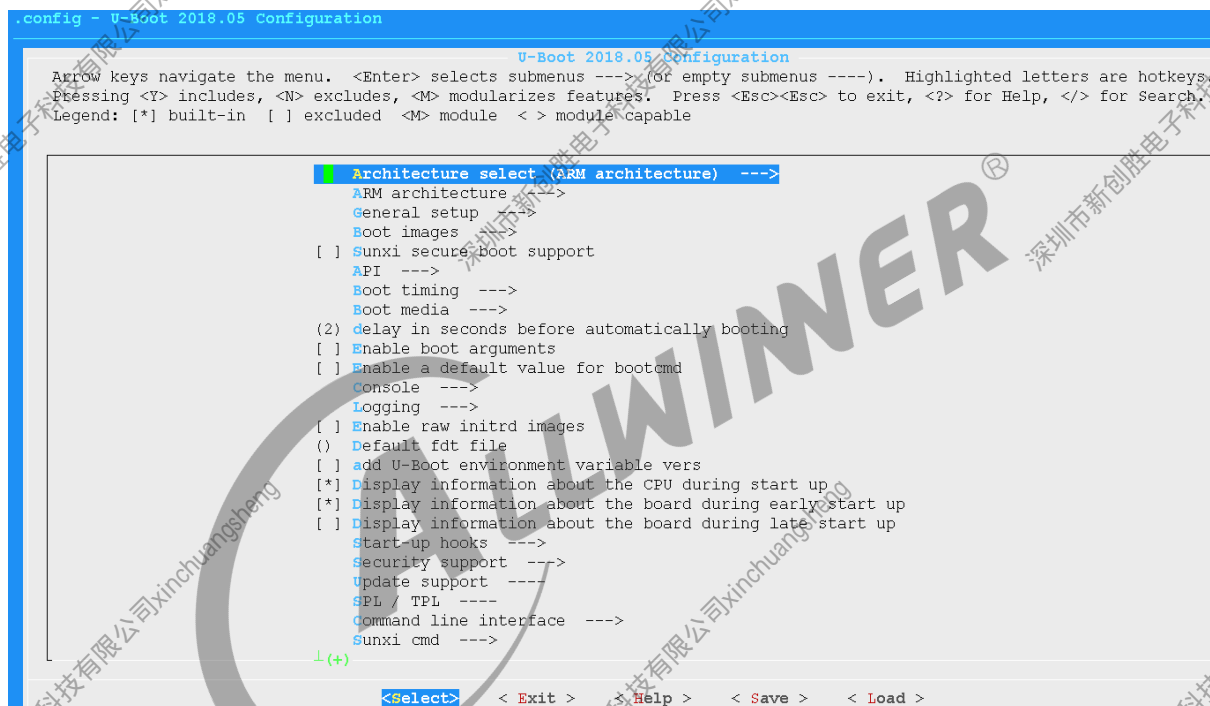 .config - U-Boot 2018.05 Configuration
U-Boot 2018.05 Configuration
Arrow keys navigate the menu.  <Enter> selects submenus ---> (or empty submenus ----).  Highlighted letters are hotkeys.
Pressing <Y> includes, <N> excludes, <M> modularizes features.  Press <Esc><Esc> to exit, <?> for Help, </> for Search.
Legend: [*] built-in  [ ] excluded  <M> module  < > module capable
Architecture select (ARM architecture)  --->
ARM architecture  --->
General setup  --->
Boot images  --->
[ ] Sunxi secure boot support
API  --->
Boot timing  --->
Boot media  --->
(2) delay in seconds before automatically booting
[ ] Enable boot arguments
[ ] Enable a default value for bootcmd
Console  --->
Logging  --->
[ ] Enable raw initrd images
() Default fdt file
[ ] add U-Boot environment variable vers
[*] Display information about the CPU during start up
[*] Display information about the board during early start up
[ ] Display information about the board during late start up
Start-up hooks  --->
Security support  --->
Update support  ----
SPL / TPL  ----
Command line interface  --->
Sunxi cmd  --->
┴(+)
<Select>    < Exit >    < Help >    < Save >    < Load >
ALLWINNER®
深圳市新创胜电子科技有限公司xinchuangsheng